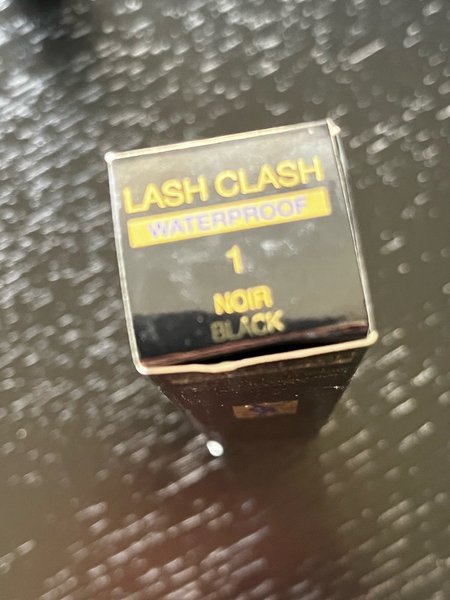 LASH CLASH
WATERPROOF
1
NOIR
BLACK